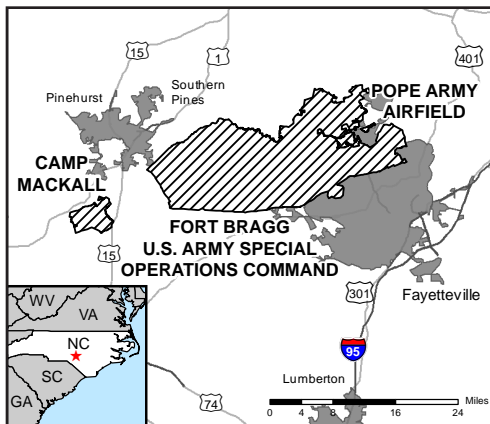 15
1
401
Southern
Pines
Pinehurst
POPE ARMY
AIRFIELD
CAMP
MACKALL
FORT BRAGG
U.S. ARMY SPECIAL
OPERATIONS COMMAND
15
301
Fayetteville
WV
VA
NC
SC
GA
95
Lumberton
74
Miles
0 4 8 16 24